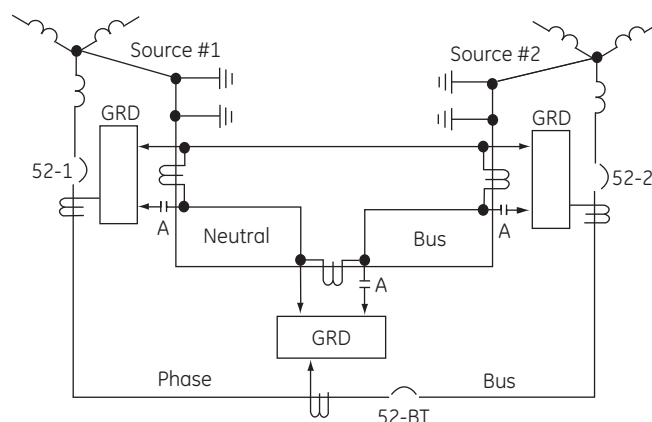 Source #1
Source #2
GRD
GRD
52-1
52-2
A
A
Neutral
Bus
A
GRD
Phase
Bus
52-BT